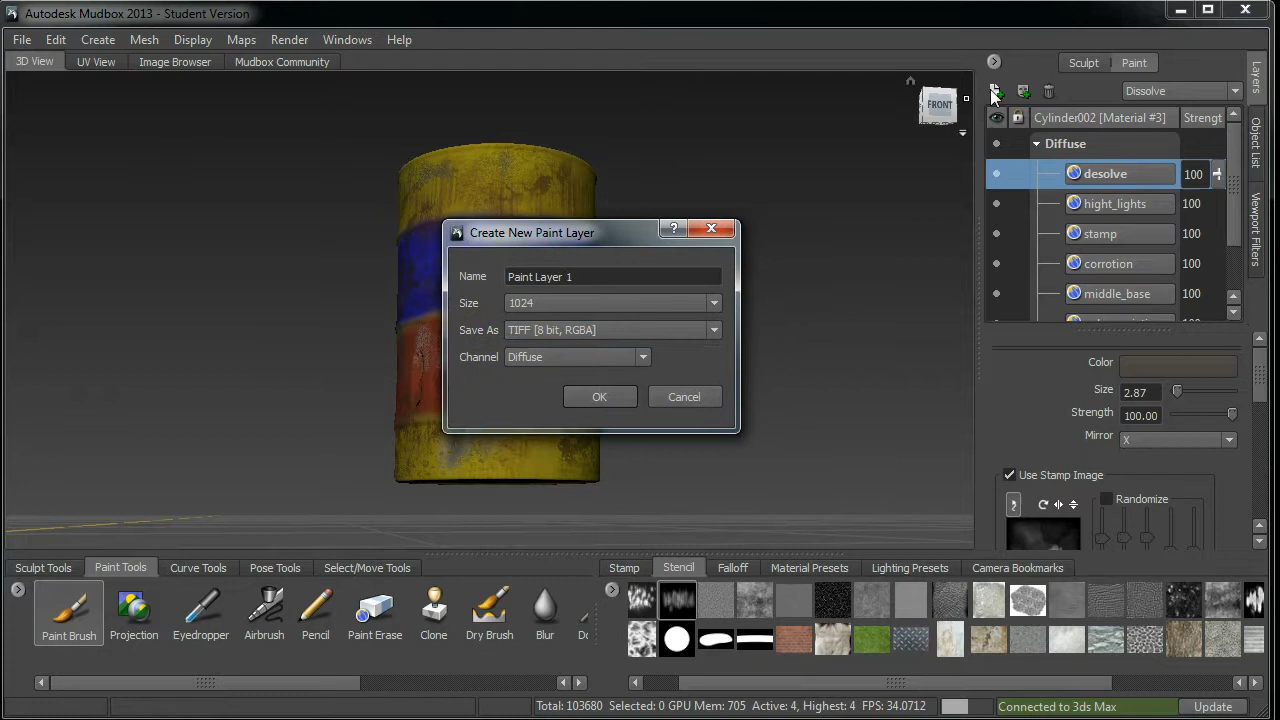 Autodesk Mudbox 2013 - Student Version
File Edit Create Mesh Display Maps Render Windows Help
3D View UV View Image Browser Mudbox Community
Sculpt Paint
Layers
Object List
Viewport Filters
FRONT
Dissolve
Cylinder002 [Material #3] Strengt
Diffuse
desolve 100
hight_lights 100
stamp 100
corrotion 100
middle_base 100
Create New Paint Layer
Name Paint Layer 1
Size 1024
Save As TIFF [8 bit, RGBA]
Channel Diffuse
OK Cancel
Color
Size 2.87
Strength 100.00
Mirror X
Use Stamp Image
Randomize
Sculpt Tools Paint Tools Curve Tools Pose Tools Select/Move Tools
Paint Brush Projection Eyedropper Airbrush Pencil Paint Erase Clone Dry Brush Blur
Stamp Stencil Falloff Material Presets Lighting Presets Camera Bookmarks
Total: 103680 Selected: 0 GPU Mem: 705 Active: 4, Highest: 4 FPS: 34.0712
Connected to 3ds Max Update